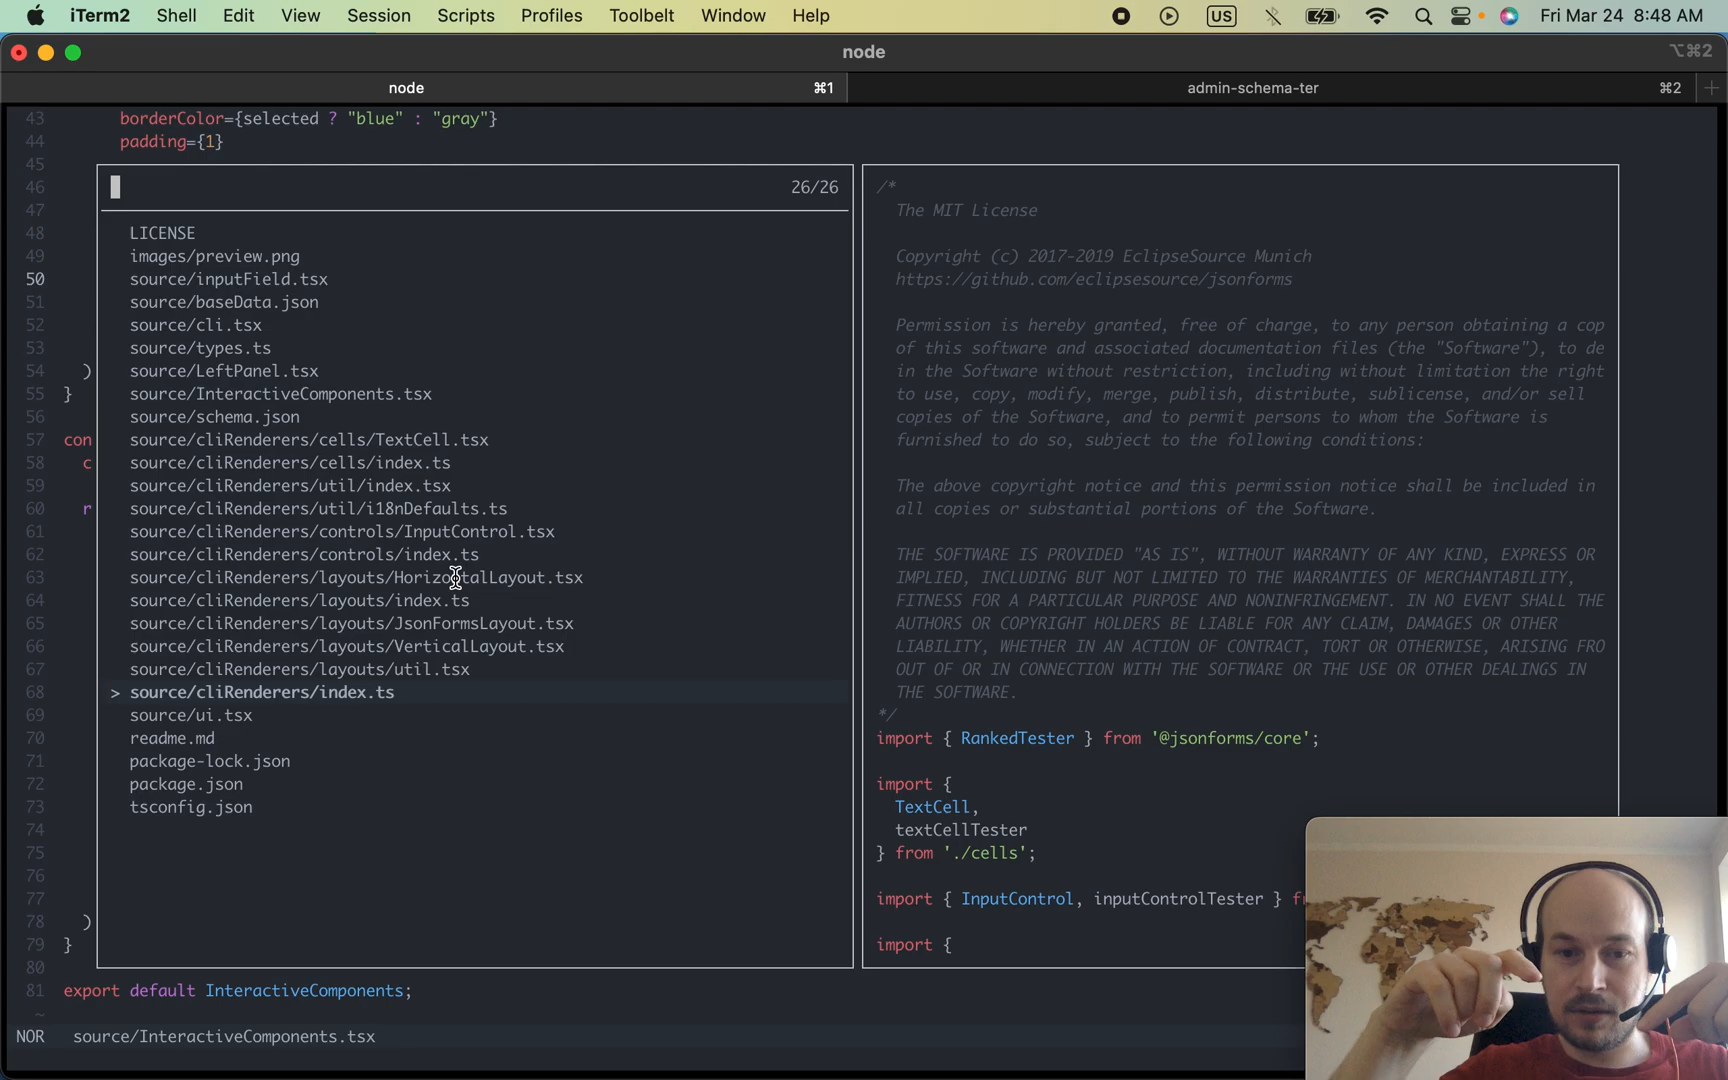 iTerm2 Shell Edit View Session Scripts Profiles Toolbelt Window Help US Fri Mar 24 8:48 AM
node ⌥⌘2
node ⌘1 admin-schema-ter ⌘2
43 borderColor={selected ? "blue" : "gray"}
44 padding={1}
45
46 26/26
47
48 LICENSE
49 images/preview.png
50 source/inputField.tsx
51 source/baseData.json
52 source/cli.tsx
53 source/types.ts
54 ) source/LeftPanel.tsx
55 } source/InteractiveComponents.tsx
56 source/schema.json
57 con source/cliRenderers/cells/TextCell.tsx
58 c source/cliRenderers/cells/index.ts
59 source/cliRenderers/util/index.tsx
60 r source/cliRenderers/util/i18nDefaults.ts
61 source/cliRenderers/controls/InputControl.tsx
62 source/cliRenderers/controls/index.ts
63 source/cliRenderers/layouts/HorizontalLayout.tsx
64 source/cliRenderers/layouts/index.ts
65 source/cliRenderers/layouts/JsonFormsLayout.tsx
66 source/cliRenderers/layouts/VerticalLayout.tsx
67 source/cliRenderers/layouts/util.tsx
68 > source/cliRenderers/index.ts
69 source/ui.tsx
70 readme.md
71 package-lock.json
72 package.json
73 tsconfig.json
74
75
76
77
78 )
79 }
80
81 export default InteractiveComponents;
~
/*
The MIT License
Copyright (c) 2017-2019 EclipseSource Munich
https://github.com/eclipsesource/jsonforms
Permission is hereby granted, free of charge, to any person obtaining a cop
of this software and associated documentation files (the "Software"), to de
in the Software without restriction, including without limitation the right
to use, copy, modify, merge, publish, distribute, sublicense, and/or sell
copies of the Software, and to permit persons to whom the Software is
furnished to do so, subject to the following conditions:
The above copyright notice and this permission notice shall be included in
all copies or substantial portions of the Software.
THE SOFTWARE IS PROVIDED "AS IS", WITHOUT WARRANTY OF ANY KIND, EXPRESS OR
IMPLIED, INCLUDING BUT NOT LIMITED TO THE WARRANTIES OF MERCHANTABILITY,
FITNESS FOR A PARTICULAR PURPOSE AND NONINFRINGEMENT. IN NO EVENT SHALL THE
AUTHORS OR COPYRIGHT HOLDERS BE LIABLE FOR ANY CLAIM, DAMAGES OR OTHER
LIABILITY, WHETHER IN AN ACTION OF CONTRACT, TORT OR OTHERWISE, ARISING FRO
OUT OF OR IN CONNECTION WITH THE SOFTWARE OR THE USE OR OTHER DEALINGS IN
THE SOFTWARE.
*/
import { RankedTester } from '@jsonforms/core';
import {
TextCell,
textCellTester
} from './cells';
import { InputControl, inputControlTester } fr
import {
NOR source/InteractiveComponents.tsx